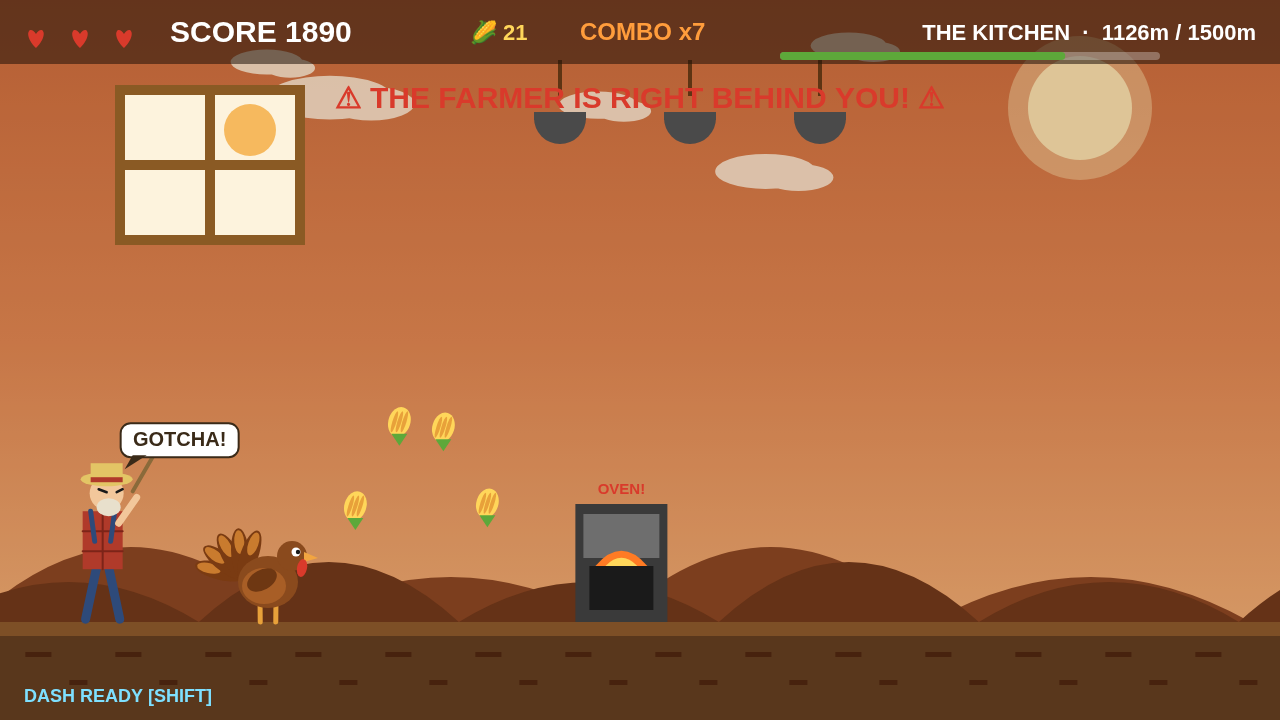 SCORE 1890
🌽 21
COMBO x7
THE KITCHEN · 1126m / 1500m
⚠ THE FARMER IS RIGHT BEHIND YOU! ⚠
GOTCHA!
OVEN!
DASH READY [SHIFT]